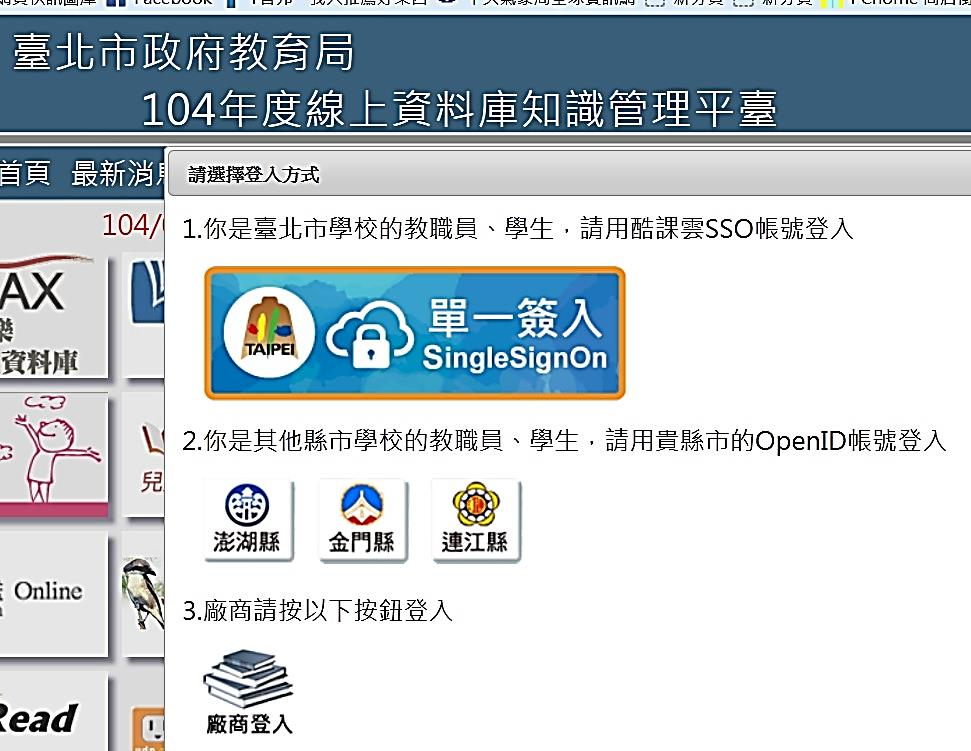 臺北市政府教育局
104年度線上資料庫知識管理平臺
首頁 最新消息
請選擇登入方式
104/
1.你是臺北市學校的教職員、學生，請用酷課雲SSO帳號登入
TAIPEI
單一簽入
SingleSignOn
AX
樂
資料庫
2.你是其他縣市學校的教職員、學生，請用貴縣市的OpenID帳號登入
兒
澎湖縣
金門縣
連江縣
Online
3.廠商請按以下按鈕登入
廠商登入
Read